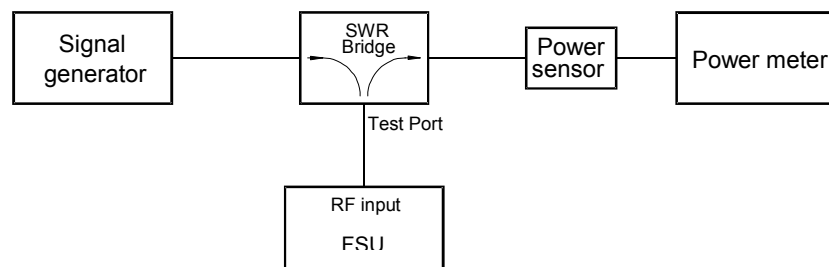 Signal
generator
SWR
Bridge
Power
sensor
Power meter
Test Port
RF input
FSU